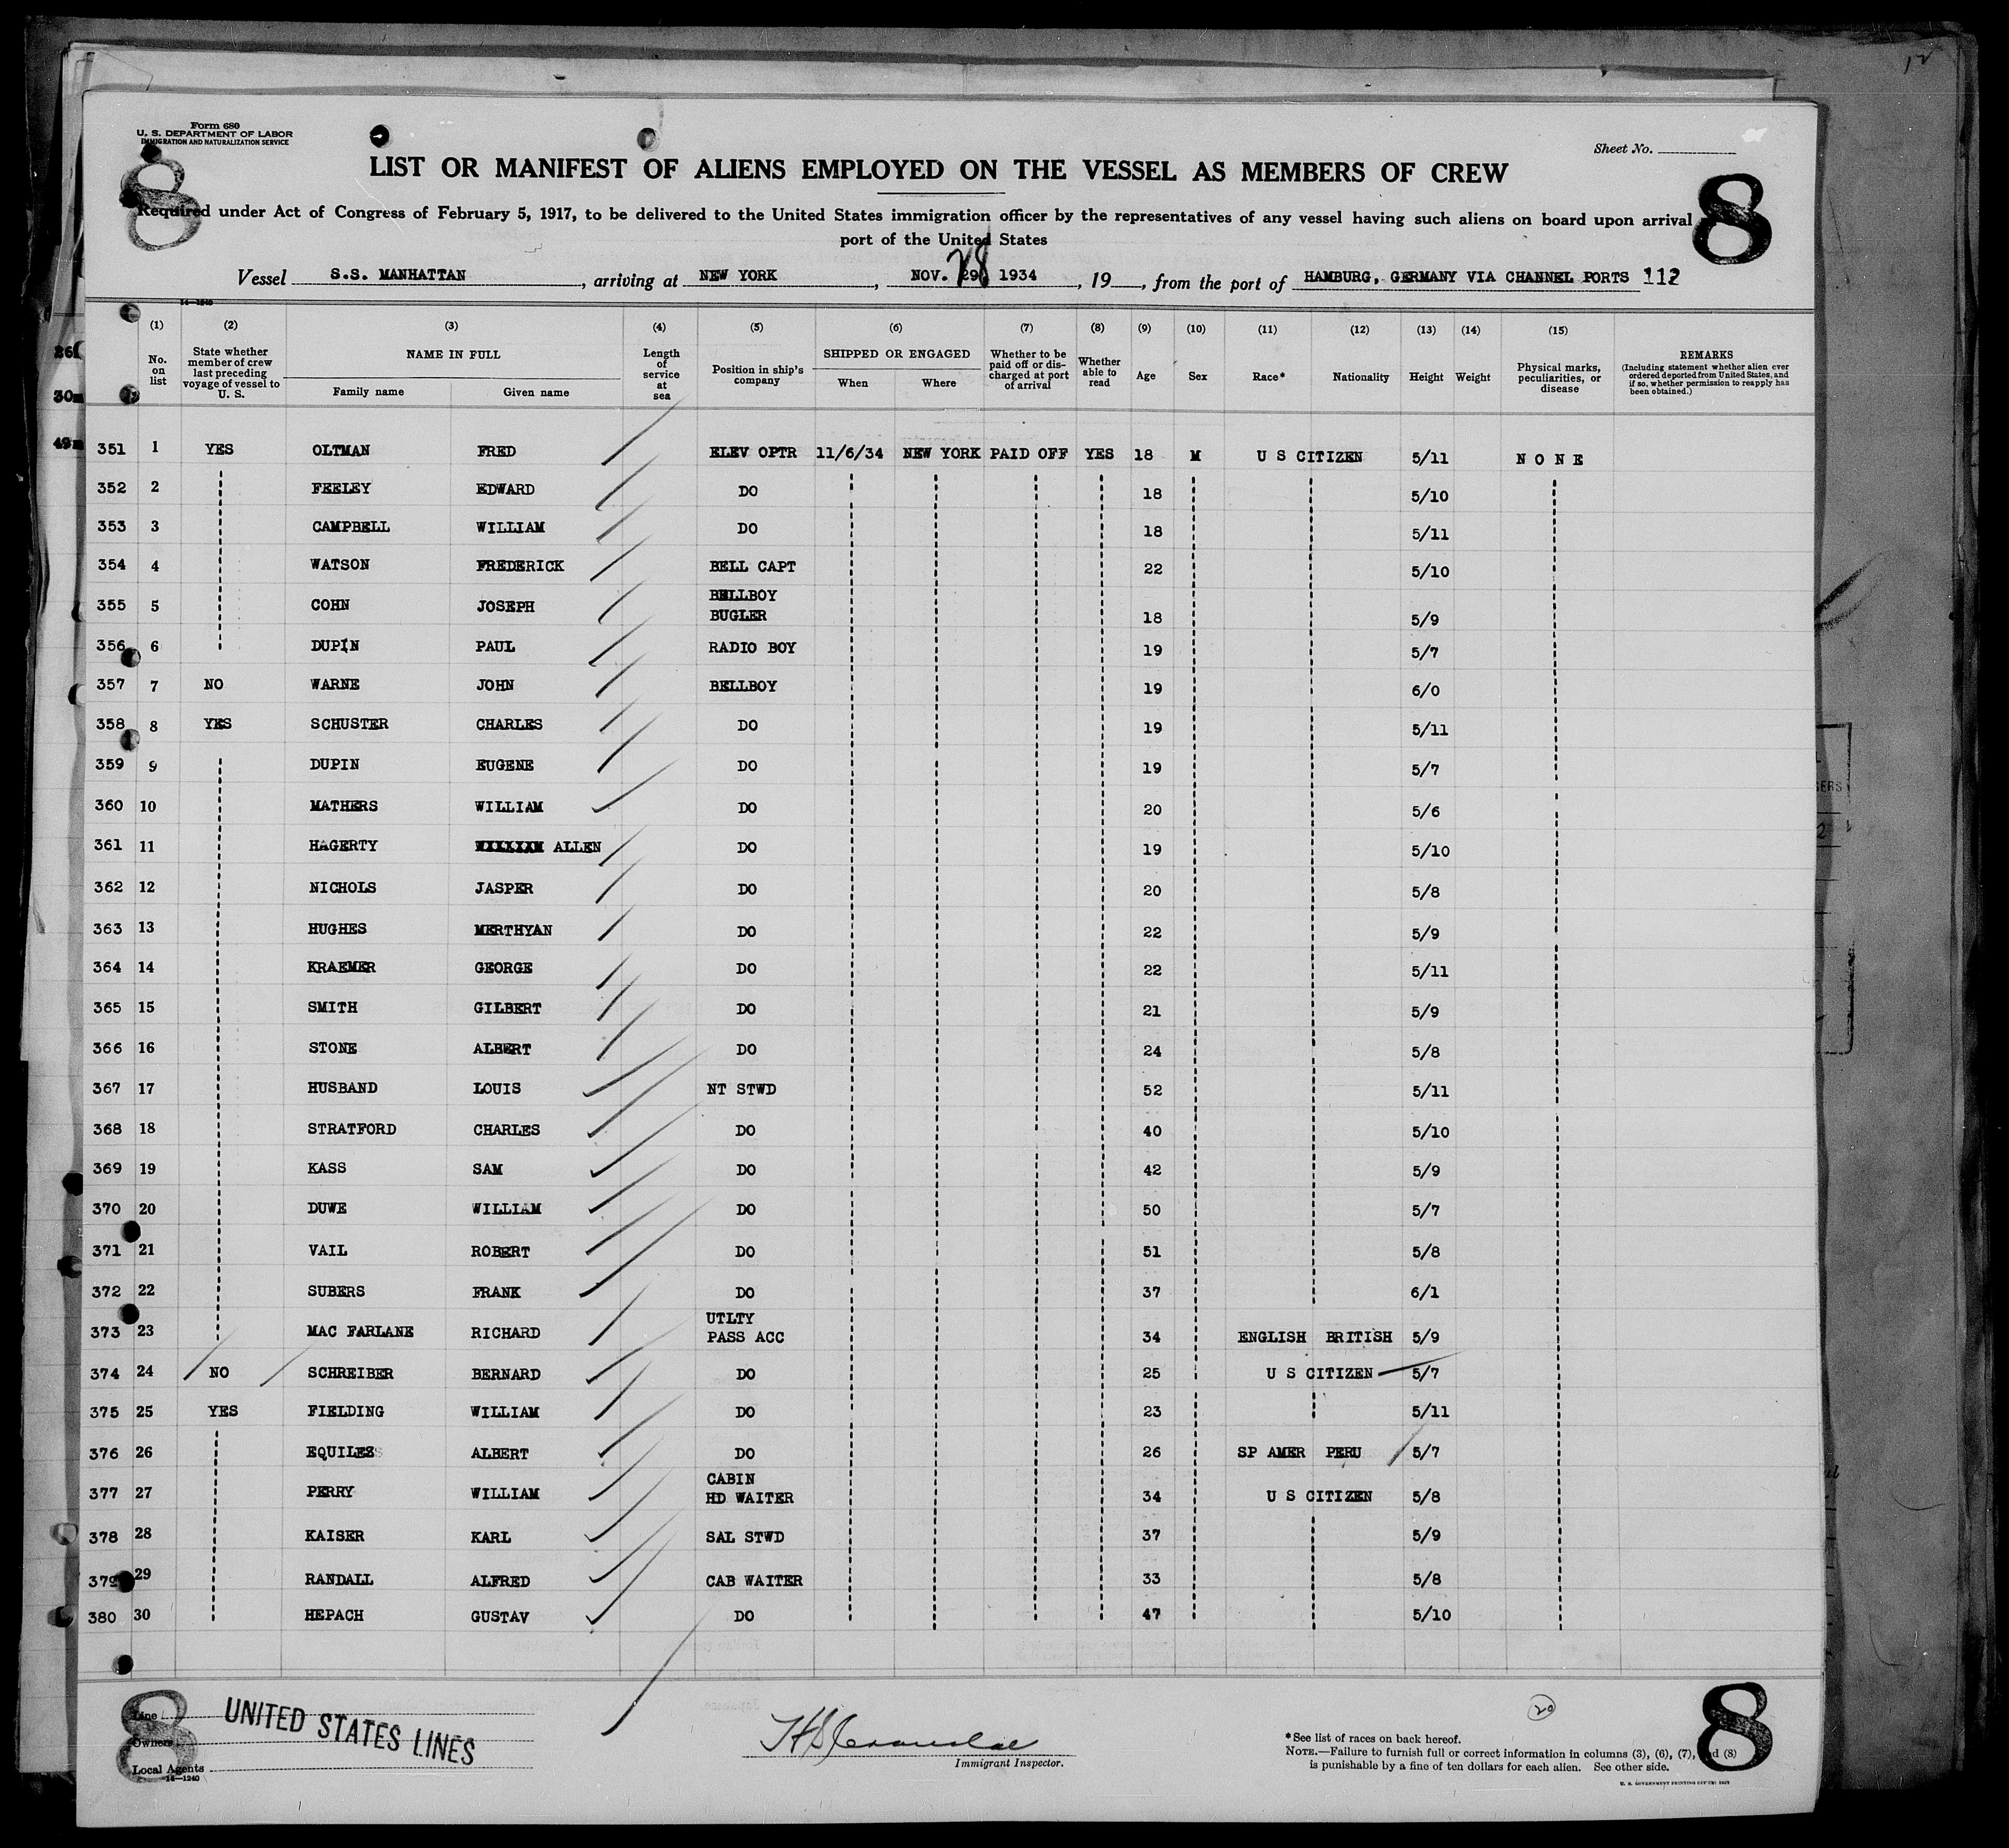 12
Form 680
U. S. DEPARTMENT OF LABOR
IMMIGRATION AND NATURALIZATION SERVICE
Sheet No.
8
8
LIST OR MANIFEST OF ALIENS EMPLOYED ON THE VESSEL AS MEMBERS OF CREW
Required under Act of Congress of February 5, 1917, to be delivered to the United States immigration officer by the representatives of any vessel having such aliens on board upon arrival
port of the United States
Vessel S.S. MANHATTAN, arriving at NEW YORK, NOV. 29 28 1934, 19, from the port of HAMBURG, GERMANY VIA CHANNEL PORTS 112
14—1240
(1) (2) (3) (4) (5) (6) (7) (8) (9) (10) (11) (12) (13) (14) (15)
No. on list
State whether member of crew last preceding voyage of vessel to U. S.
NAME IN FULL
Family name Given name
Length of service at sea
Position in ship's company
SHIPPED OR ENGAGED
When Where
Whether to be paid off or discharged at port of arrival
Whether able to read
Age Sex Race* Nationality Height Weight
Physical marks, peculiarities, or disease
REMARKS
(Including statement whether alien ever ordered deported from United States, and if so, whether permission to reapply has been obtained.)
351 1 YES OLTMAN FRED ELEV OPTR 11/6/34 NEW YORK PAID OFF YES 18 M U S CITIZEN 5/11 NONE
352 2 FEELEY EDWARD DO 18 5/10
353 3 CAMPBELL WILLIAM DO 18 5/11
354 4 WATSON FREDERICK BELL CAPT 22 5/10
355 5 COHN JOSEPH BELLBOY BUGLER 18 5/9
356 6 DUPIN PAUL RADIO BOY 19 5/7
357 7 NO WARNE JOHN BELLBOY 19 6/0
358 8 YES SCHUSTER CHARLES DO 19 5/11
359 9 DUPIN EUGENE DO 19 5/7
360 10 MATHERS WILLIAM DO 20 5/6
361 11 HAGERTY ALLEN DO 19 5/10
362 12 NICHOLS JASPER DO 20 5/8
363 13 HUGHES MERTHYAN DO 22 5/9
364 14 KRAEMER GEORGE DO 22 5/11
365 15 SMITH GILBERT DO 21 5/9
366 16 STONE ALBERT DO 24 5/8
367 17 HUSBAND LOUIS NT STWD 52 5/11
368 18 STRATFORD CHARLES DO 40 5/10
369 19 KASS SAM DO 42 5/9
370 20 DUWE WILLIAM DO 50 5/7
371 21 VAIL ROBERT DO 51 5/8
372 22 SUBERS FRANK DO 37 6/1
373 23 MAC FARLANE RICHARD UTLTY PASS ACC 34 ENGLISH BRITISH 5/9
374 24 NO SCHREIBER BERNARD DO 25 U S CITIZEN 5/7
375 25 YES FIELDING WILLIAM DO 23 5/11
376 26 EQUILES ALBERT DO 26 SP AMER PERU 5/7
377 27 PERRY WILLIAM CABIN HD WAITER 34 U S CITIZEN 5/8
378 28 KAISER KARL SAL STWD 37 5/9
379 29 RANDALL ALFRED CAB WAITER 33 5/8
380 30 HEPACH GUSTAV DO 47 5/10
8
8
Line UNITED STATES LINES
Owners
Local Agents
14—1240
Immigrant Inspector.
20
*See list of races on back hereof.
NOTE.—Failure to furnish full or correct information in columns (3), (6), (7), and (8)
is punishable by a fine of ten dollars for each alien. See other side.